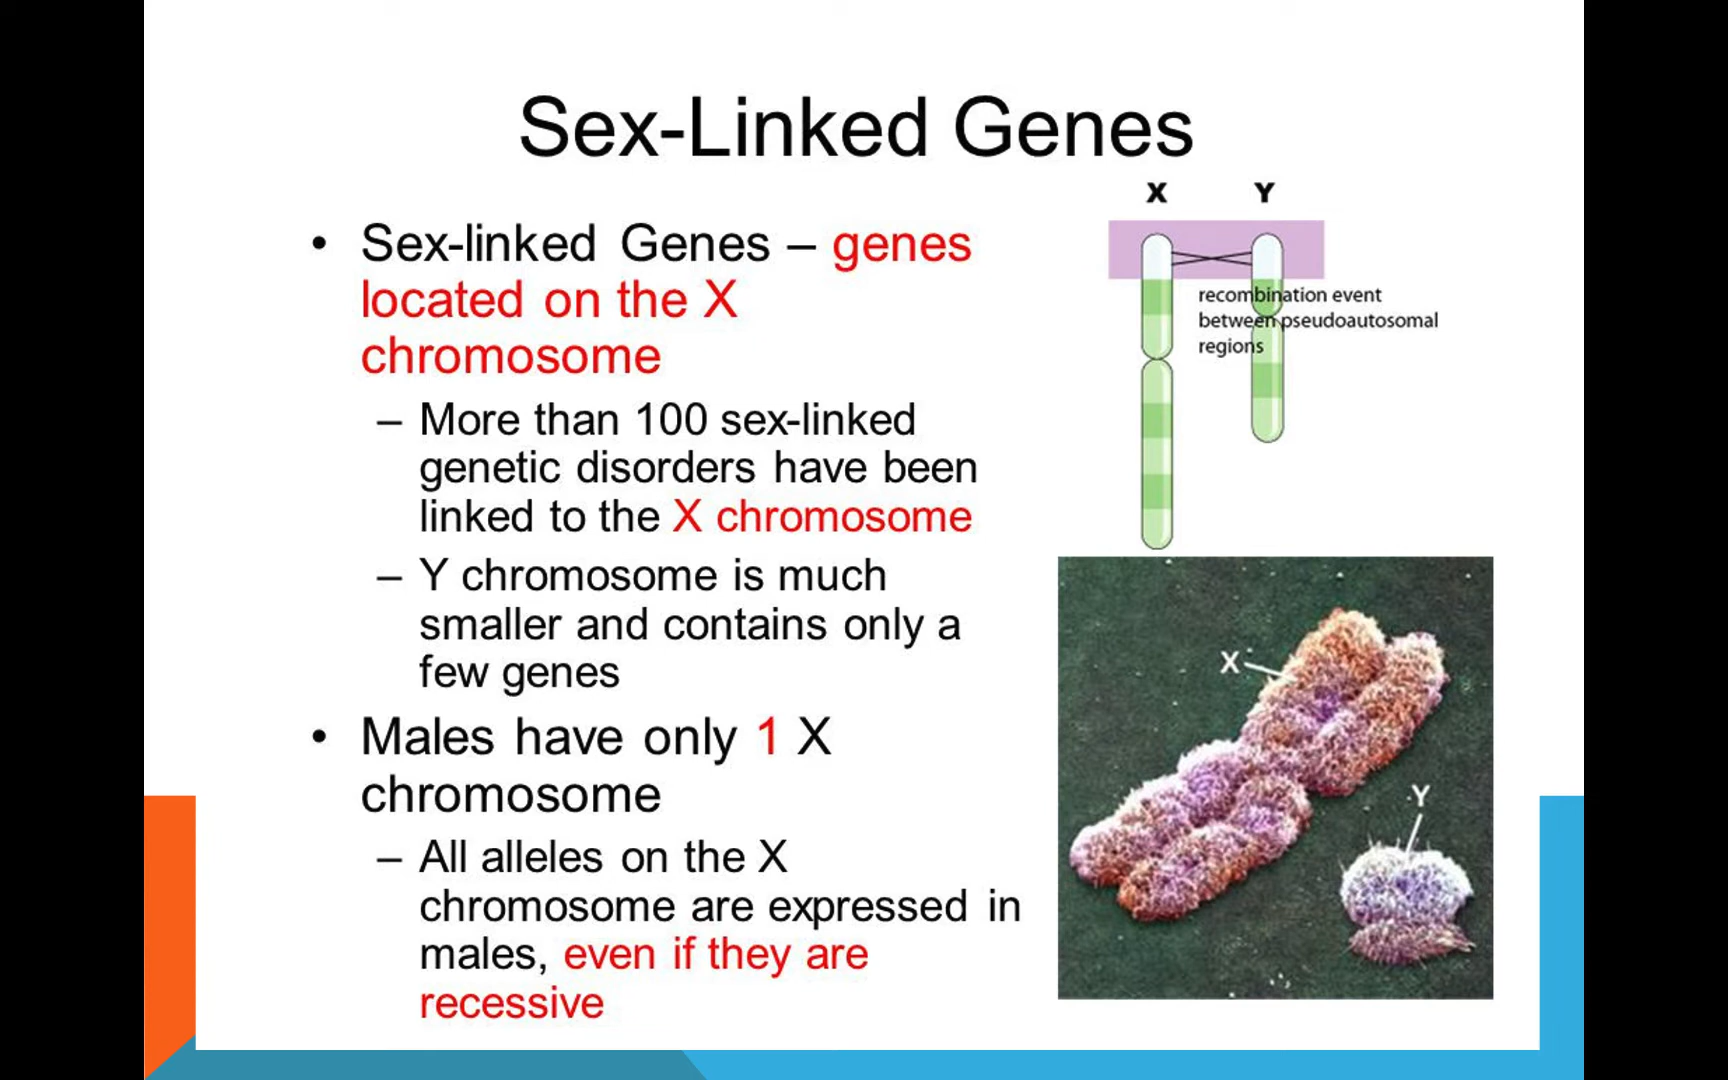 Sex-Linked Genes
• Sex-linked Genes – genes
located on the X
chromosome
– More than 100 sex-linked
genetic disorders have been
linked to the X chromosome
– Y chromosome is much
smaller and contains only a
few genes
• Males have only 1 X
chromosome
– All alleles on the X
chromosome are expressed in
males, even if they are
recessive
X Y
recombination event
between pseudoautosomal
regions
X
Y